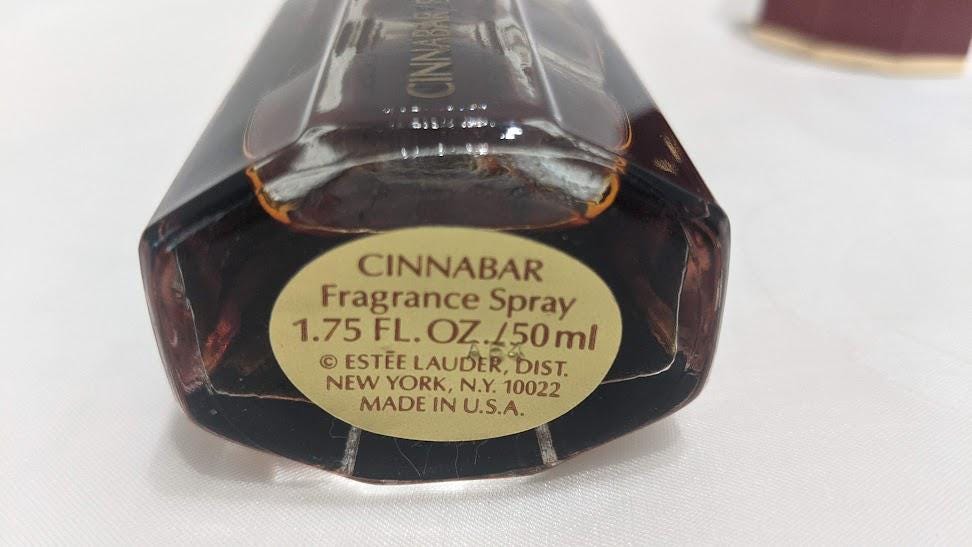 CINNABAR
CINNABAR
Fragrance Spray
1.75 FL. OZ./50 ml
© ESTĒE LAUDER, DIST.
NEW YORK, N.Y. 10022
MADE IN U.S.A.